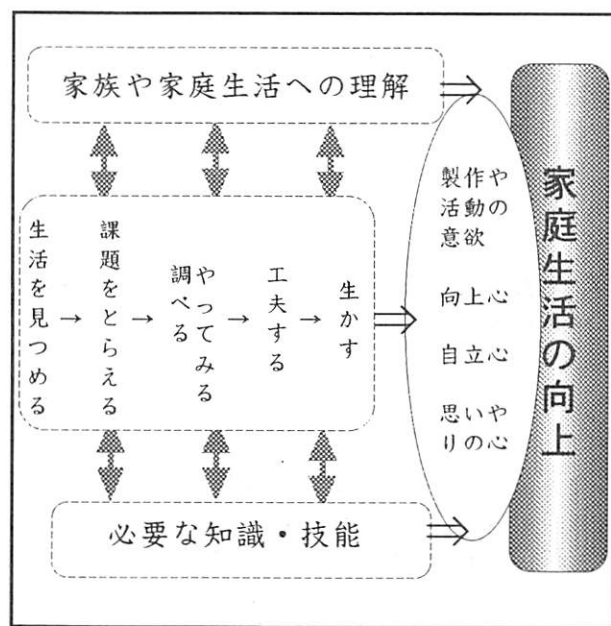 家族や家庭生活への理解
生活を見つめる
→
課題をとらえる
→
やってみる
調べる
→
工夫する
→
生かす
製作や
活動の
意欲
向上心
自立心
思いや
りの心
家庭生活の向上
必要な知識・技能